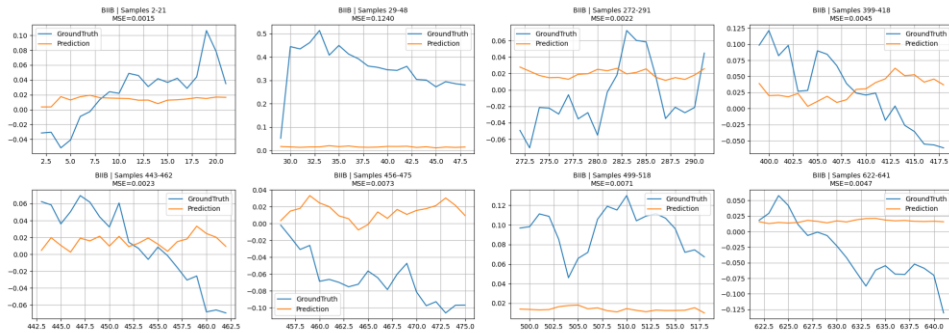 BIIB | Samples 2-21
MSE=0.0015
GroundTruth
Prediction
0.10
0.08
0.06
0.04
0.02
0.00
−0.02
−0.04
2.5 5.0 7.5 10.0 12.5 15.0 17.5 20.0
BIIB | Samples 29-48
MSE=0.1240
GroundTruth
Prediction
0.5
0.4
0.3
0.2
0.1
0.0
30.0 32.5 35.0 37.5 40.0 42.5 45.0 47.5
BIIB | Samples 272-291
MSE=0.0022
GroundTruth
Prediction
0.06
0.04
0.02
0.00
−0.02
−0.04
−0.06
272.5 275.0 277.5 280.0 282.5 285.0 287.5 290.0
BIIB | Samples 399-418
MSE=0.0045
GroundTruth
Prediction
0.125
0.100
0.075
0.050
0.025
0.000
−0.025
−0.050
400.0 402.5 405.0 407.5 410.0 412.5 415.0 417.5
BIIB | Samples 443-462
MSE=0.0023
GroundTruth
Prediction
0.06
0.04
0.02
0.00
−0.02
−0.04
−0.06
442.5 445.0 447.5 450.0 452.5 455.0 457.5 460.0 462.5
BIIB | Samples 456-475
MSE=0.0073
GroundTruth
Prediction
0.04
0.02
0.00
−0.02
−0.04
−0.06
−0.08
−0.10
457.5 460.0 462.5 465.0 467.5 470.0 472.5 475.0
BIIB | Samples 499-518
MSE=0.0071
GroundTruth
Prediction
0.12
0.10
0.08
0.06
0.04
0.02
500.0 502.5 505.0 507.5 510.0 512.5 515.0 517.5
BIIB | Samples 622-641
MSE=0.0047
GroundTruth
Prediction
0.050
0.025
0.000
−0.025
−0.050
−0.075
−0.100
−0.125
622.5 625.0 627.5 630.0 632.5 635.0 637.5 640.0